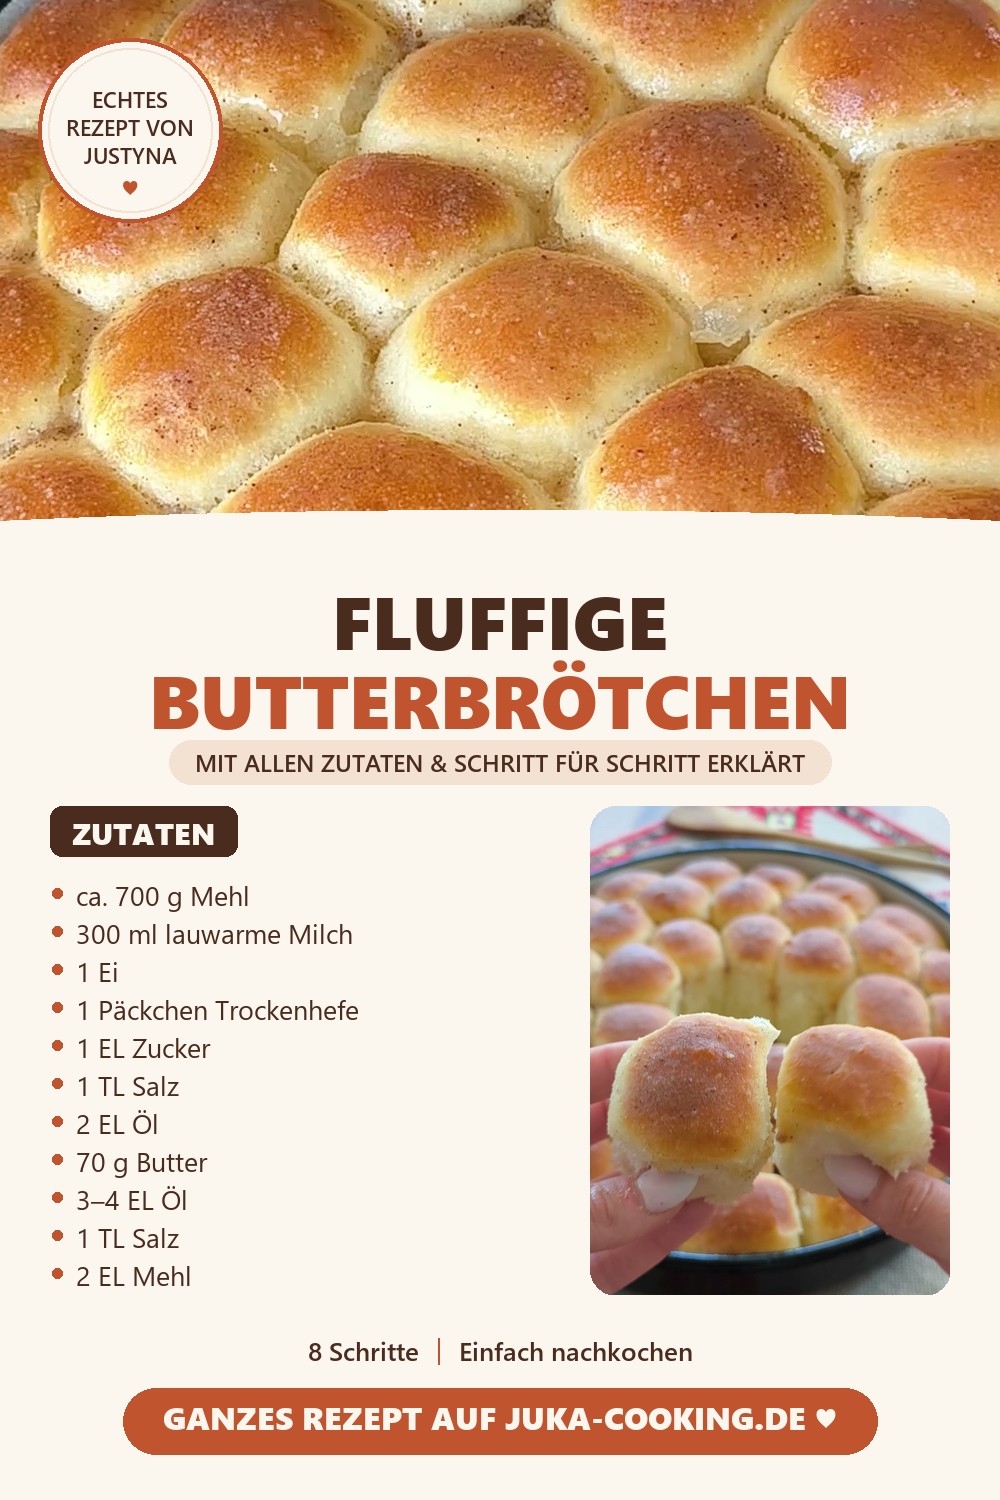 ECHTES
REZEPT VON
JUSTYNA
FLUFFIGE
BUTTERBRÖTCHEN
MIT ALLEN ZUTATEN & SCHRITT FÜR SCHRITT ERKLÄRT
ZUTATEN
ca. 700 g Mehl
300 ml lauwarme Milch
1 Ei
1 Päckchen Trockenhefe
1 EL Zucker
1 TL Salz
2 EL Öl
70 g Butter
3–4 EL Öl
1 TL Salz
2 EL Mehl
8 Schritte | Einfach nachkochen
GANZES REZEPT AUF JUKA-COOKING.DE ♥